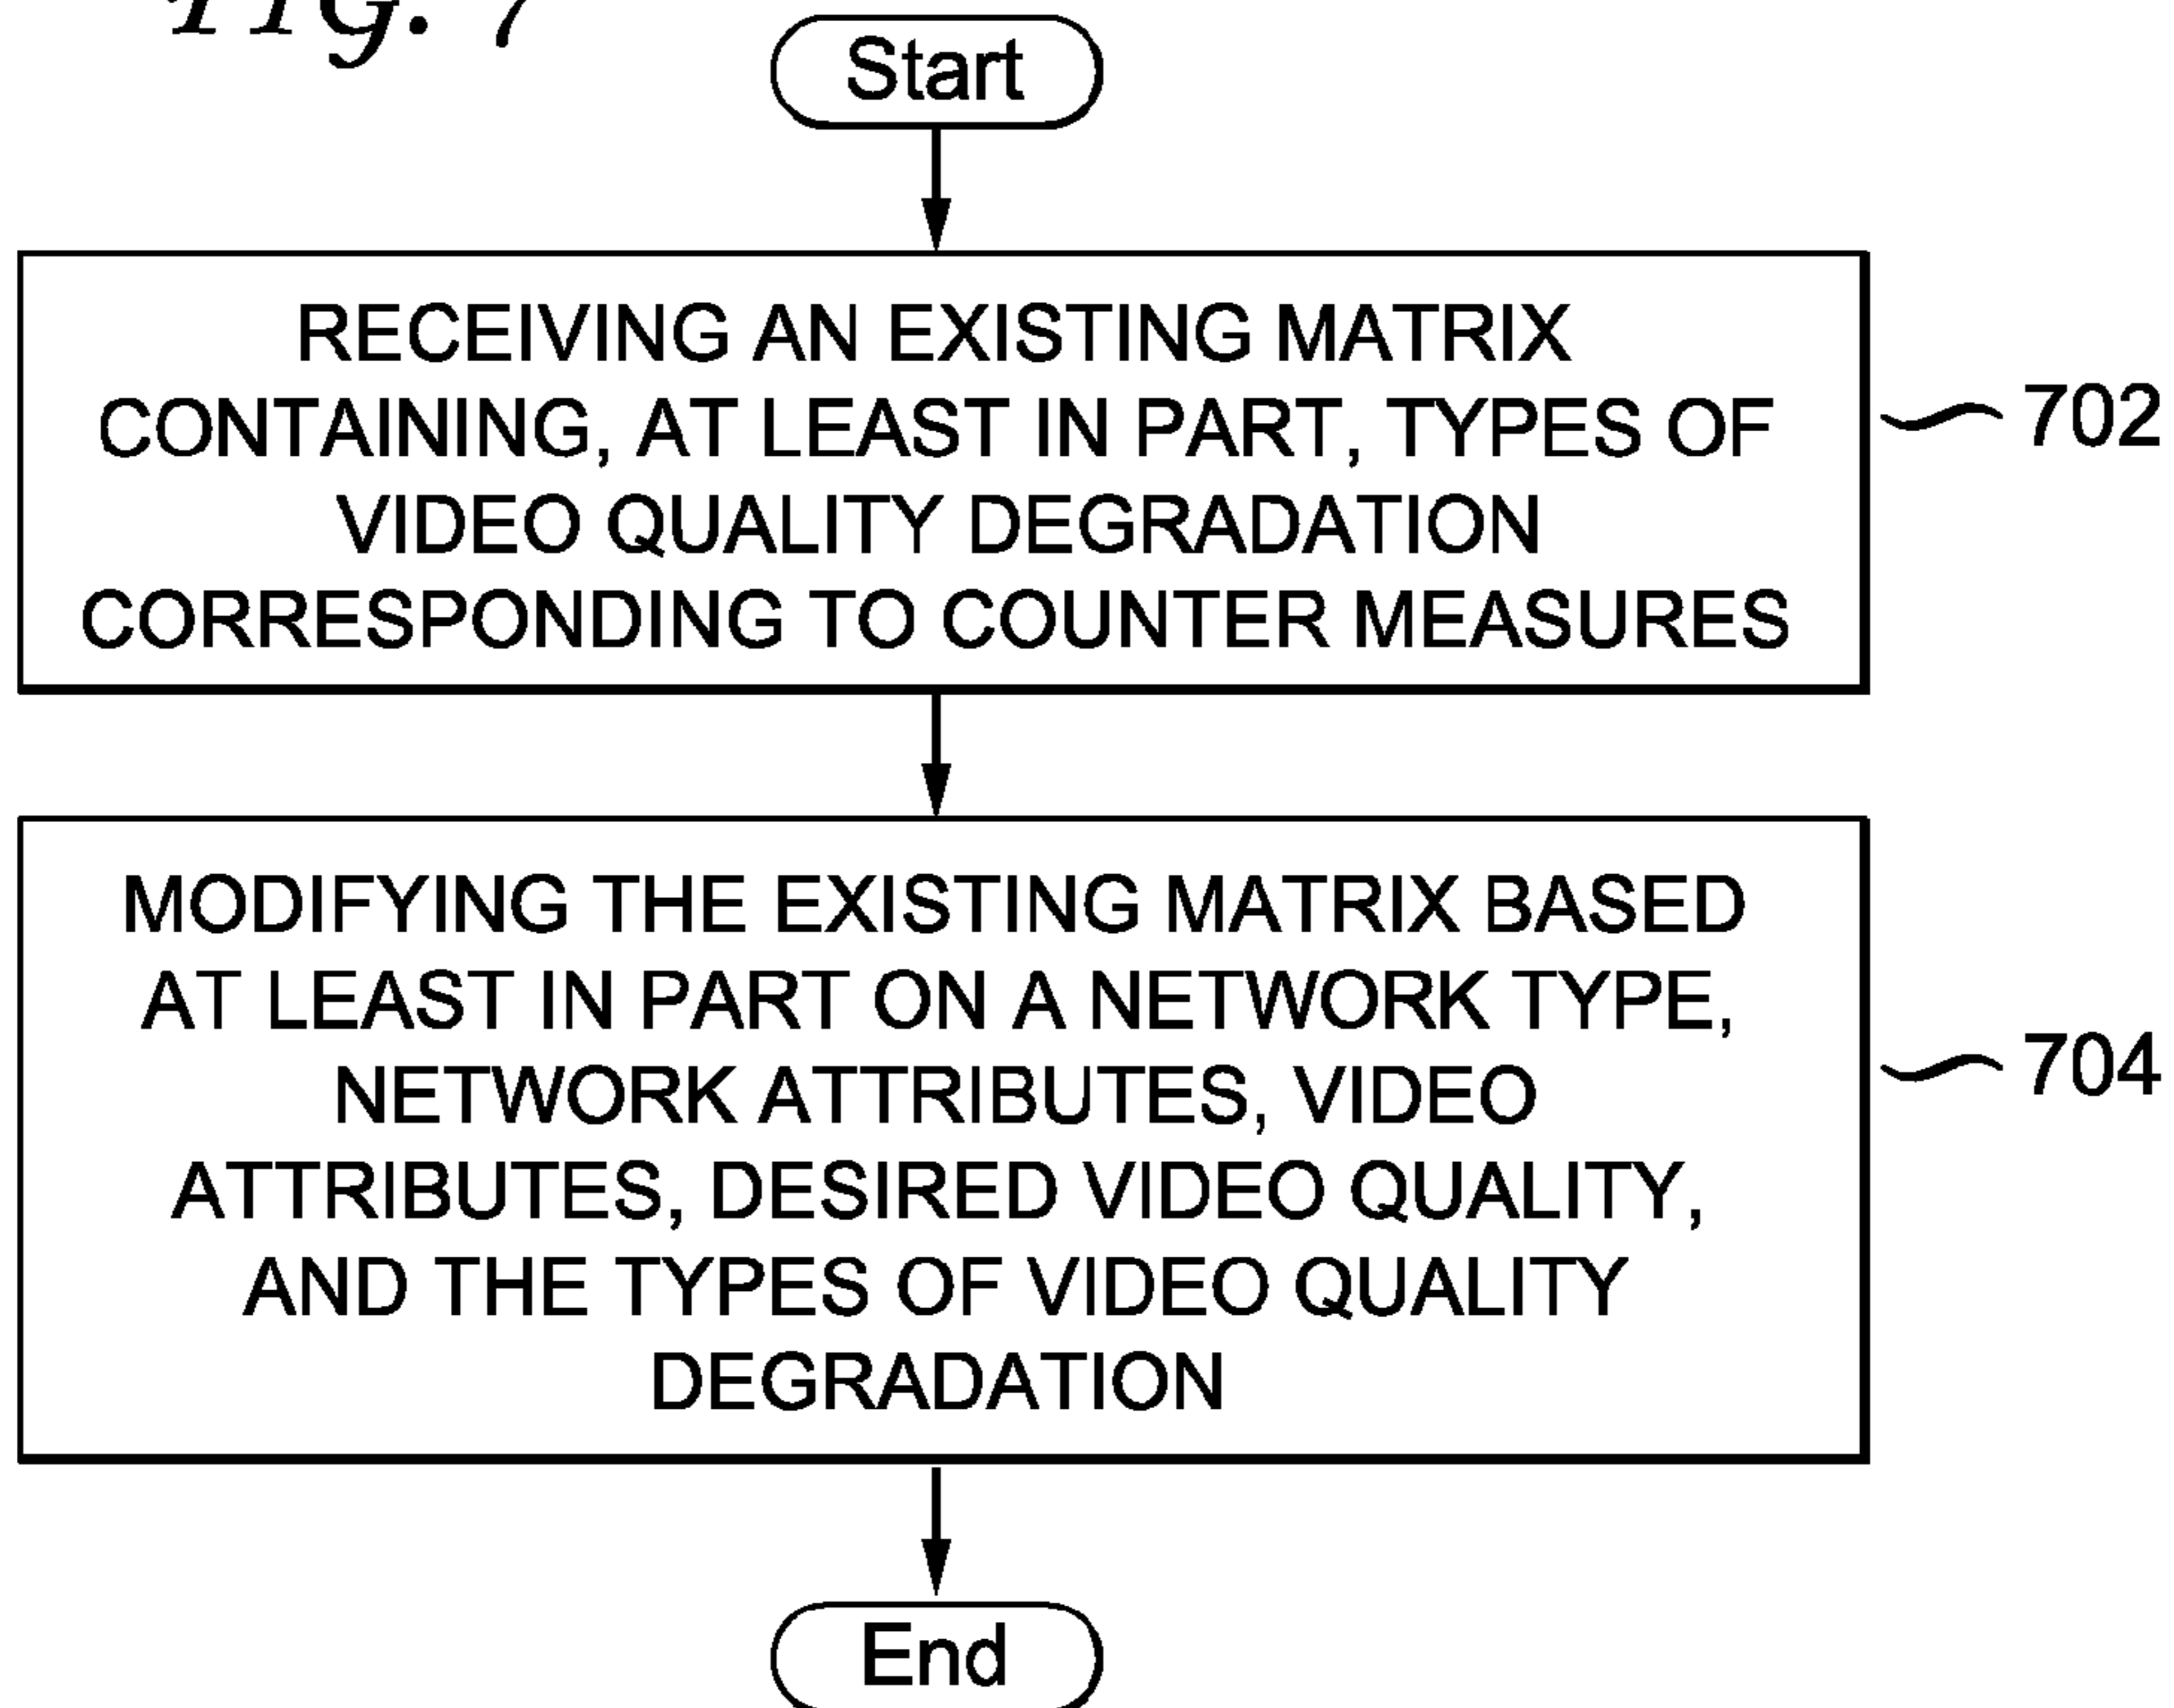 FIG. 7
Start
RECEIVING AN EXISTING MATRIX
CONTAINING, AT LEAST IN PART, TYPES OF
VIDEO QUALITY DEGRADATION
CORRESPONDING TO COUNTER MEASURES
702
MODIFYING THE EXISTING MATRIX BASED
AT LEAST IN PART ON A NETWORK TYPE,
NETWORK ATTRIBUTES, VIDEO
ATTRIBUTES, DESIRED VIDEO QUALITY,
AND THE TYPES OF VIDEO QUALITY
DEGRADATION
704
End